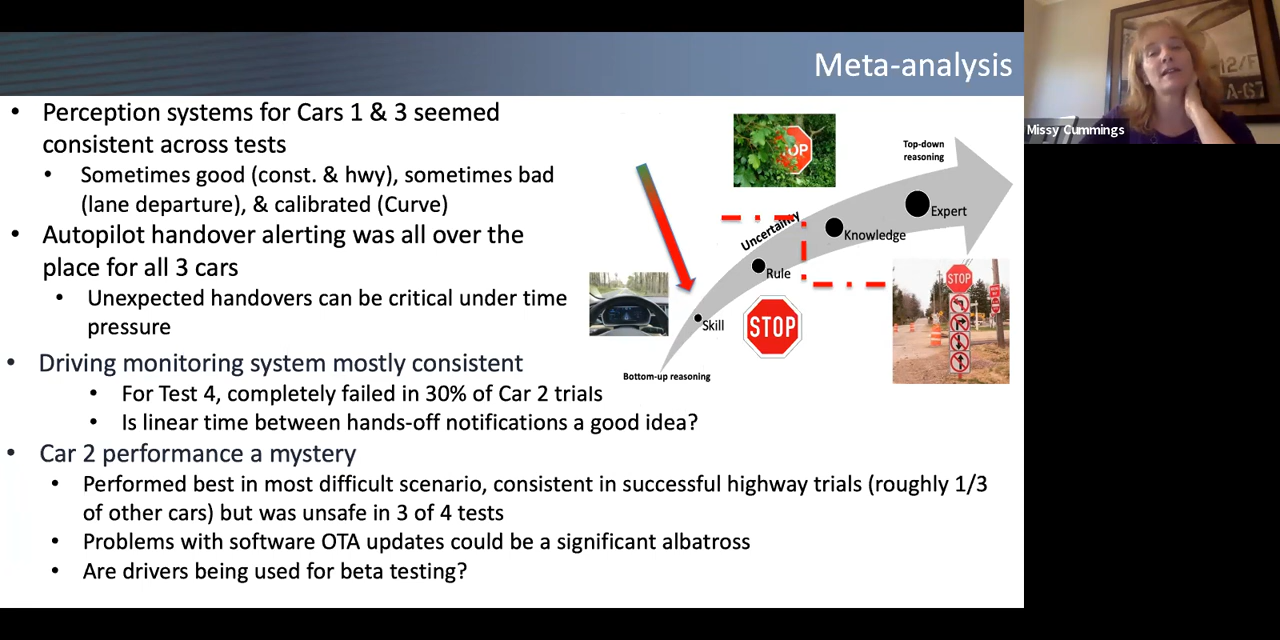 Meta-analysis
• Perception systems for Cars 1 & 3 seemed
consistent across tests
• Sometimes good (const. & hwy), sometimes bad
(lane departure), & calibrated (Curve)
• Autopilot handover alerting was all over the
place for all 3 cars
• Unexpected handovers can be critical under time
pressure
• Driving monitoring system mostly consistent
• For Test 4, completely failed in 30% of Car 2 trials
• Is linear time between hands-off notifications a good idea?
• Car 2 performance a mystery
• Performed best in most difficult scenario, consistent in successful highway trials (roughly 1/3
of other cars) but was unsafe in 3 of 4 tests
• Problems with software OTA updates could be a significant albatross
• Are drivers being used for beta testing?
OP
Top-down
reasoning
Expert
Uncertainty
Knowledge
Rule
STOP
Skill
STOP
Bottom-up reasoning
12/F
A-67
Missy Cummings